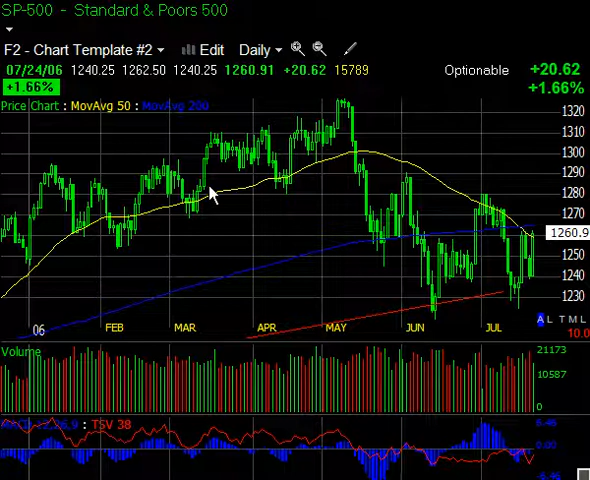 SP-500 - Standard & Poors 500
F2 - Chart Template #2 Edit Daily
07/24/06 1240.25 1262.50 1240.25 1260.91 +20.62 15789 Optionable +20.62
+1.66% +1.66%
Price Chart : MovAvg 50 : MovAvg 200
1320
1310
1300
1290
1280
1270
1260.9
1250
1240
1230
A L T M L
06 FEB MAR APR MAY JUN JUL
10.0
Volume
21173
10587
0
TSV 38
0.00